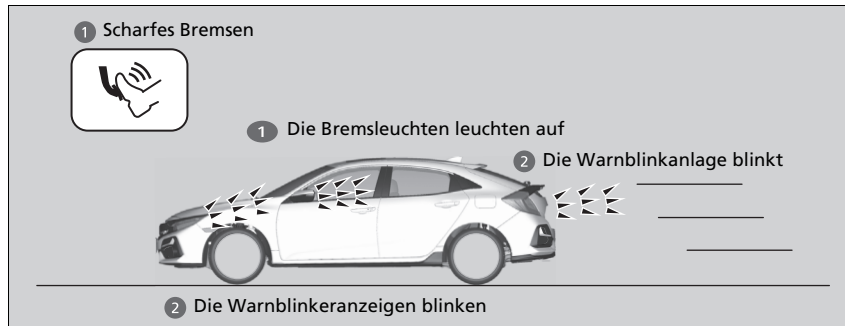 1 Scharfes Bremsen
1 Die Bremsleuchten leuchten auf
2 Die Warnblinkanlage blinkt
2 Die Warnblinkeranzeigen blinken